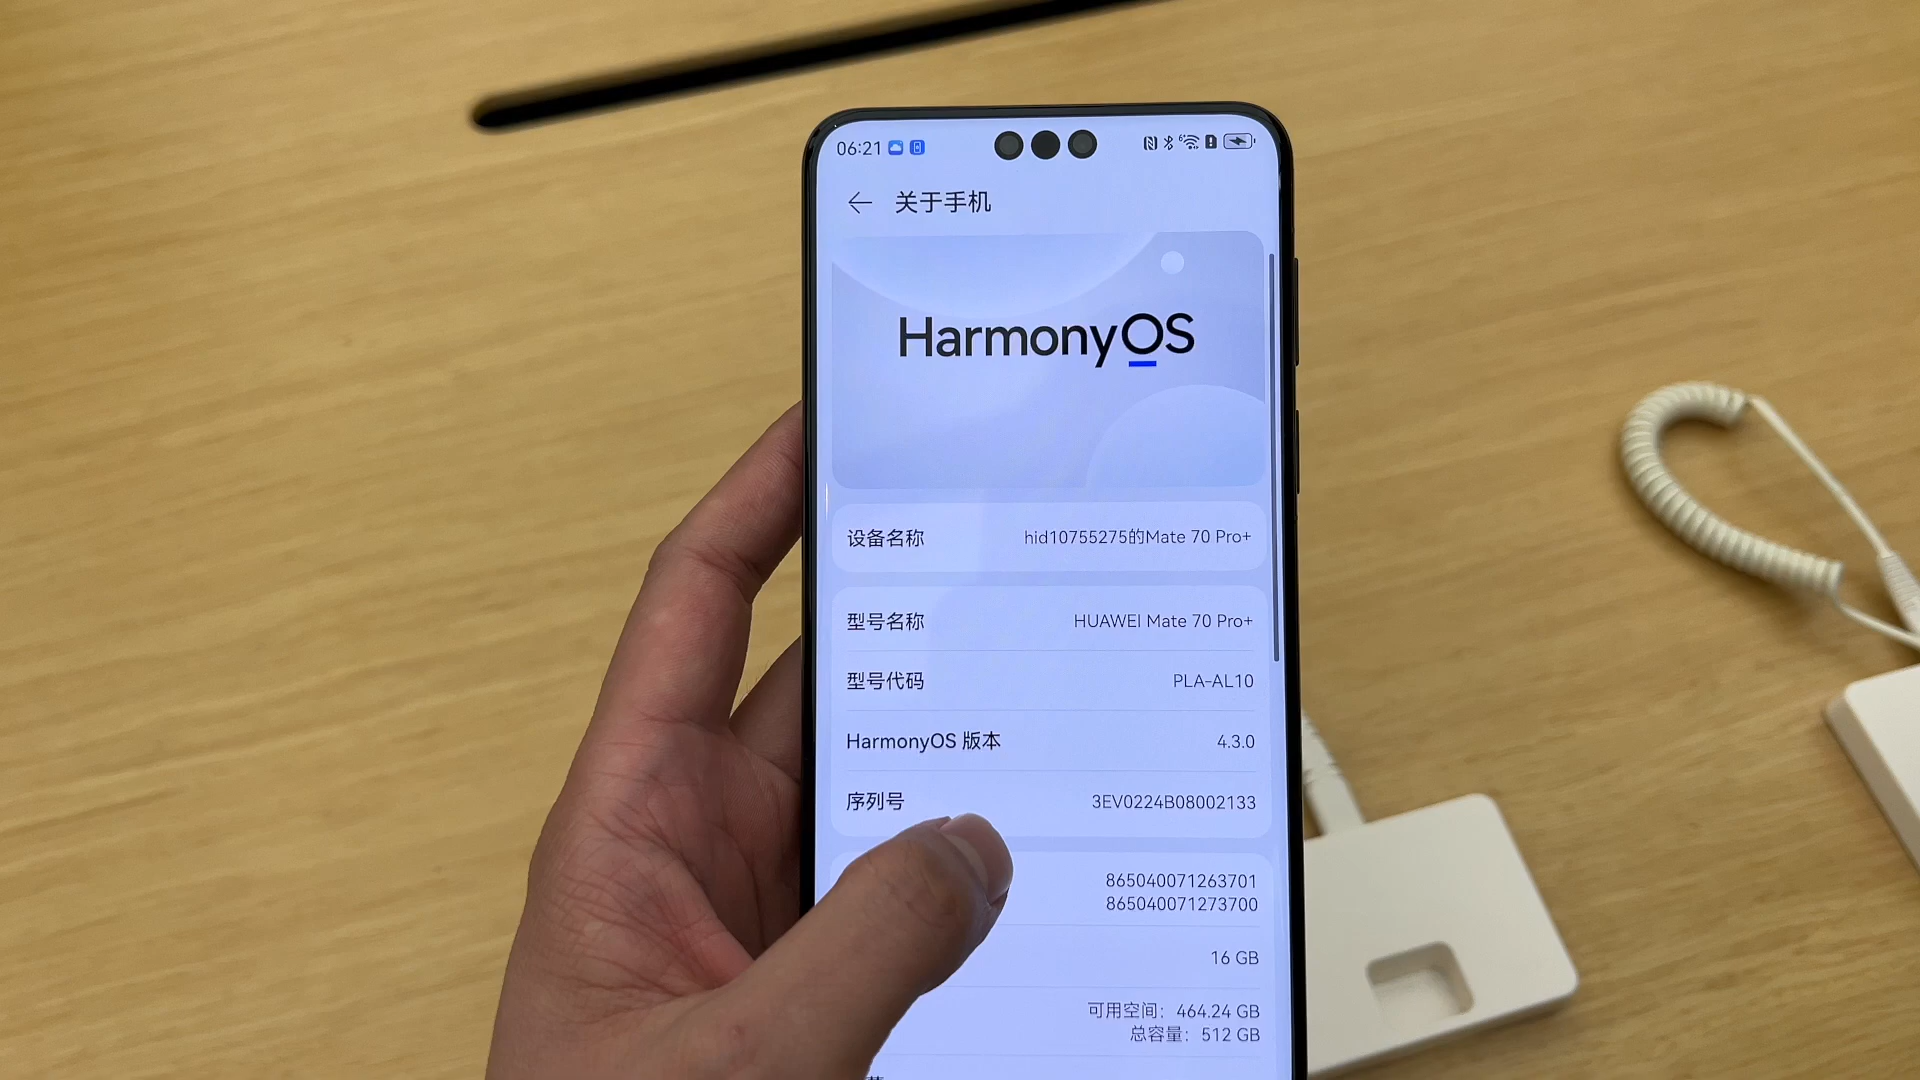 06:21
关于手机
HarmonyOS
设备名称 hid10755275的Mate 70 Pro+
型号名称 HUAWEI Mate 70 Pro+
型号代码 PLA-AL10
HarmonyOS 版本 4.3.0
序列号 3EV0224B08002133
865040071263701
865040071273700
16 GB
可用空间: 464.24 GB
总容量: 512 GB